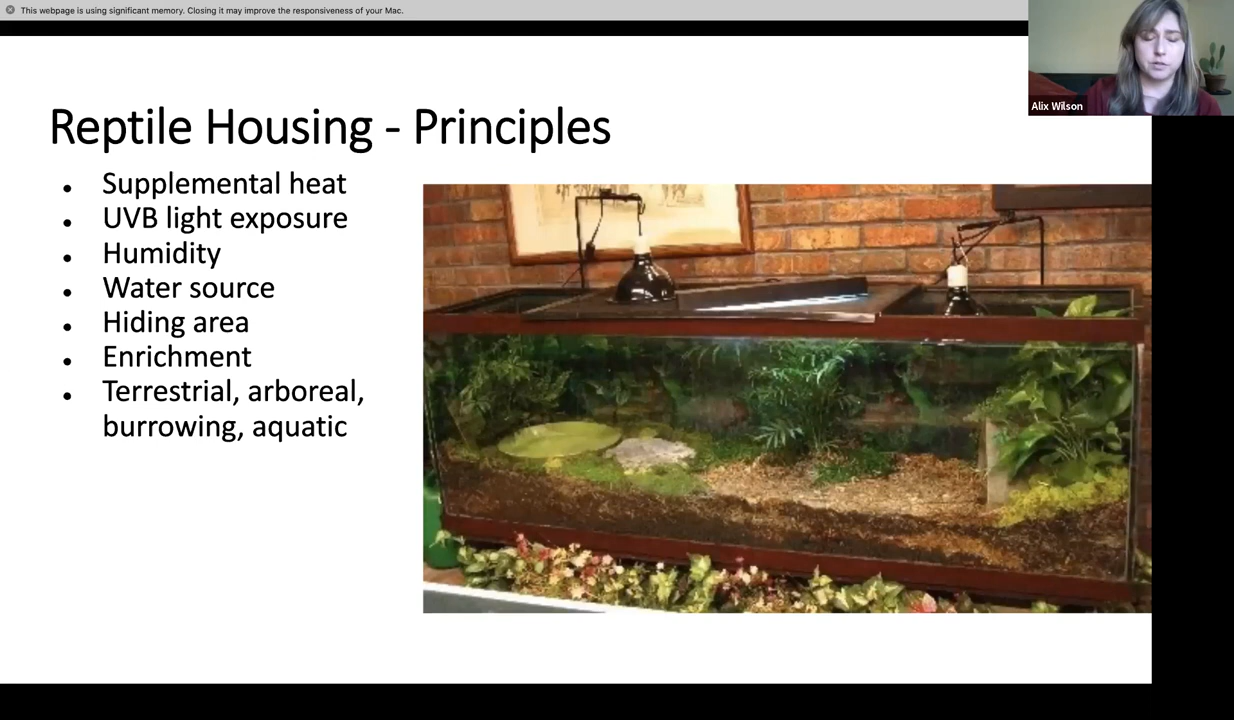 This webpage is using significant memory. Closing it may improve the responsiveness of your Mac.
Alix Wilson
Reptile Housing - Principles
• Supplemental heat
• UVB light exposure
• Humidity
• Water source
• Hiding area
• Enrichment
• Terrestrial, arboreal,
burrowing, aquatic